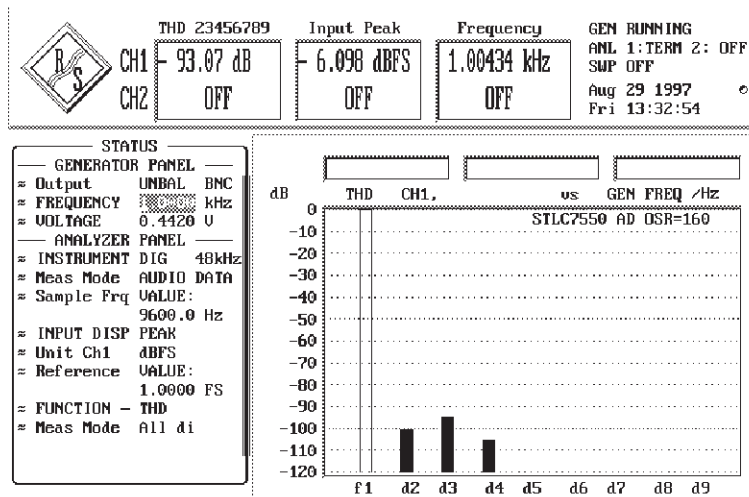 THD 23456789 Input Peak Frequency GEN RUNNING
ANL 1:TERM 2: OFF
R&S CH1 - 93.07 dB - 6.098 dBFS 1.00434 kHz SWP OFF
CH2 OFF OFF OFF Aug 29 1997
Fri 13:32:54
STATUS
GENERATOR PANEL
≈ Output UNBAL BNC
≈ FREQUENCY kHz
≈ VOLTAGE 0.4420 V
ANALYZER PANEL
≈ INSTRUMENT DIG 48kHz
≈ Meas Mode AUDIO DATA
≈ Sample Frq VALUE:
9600.0 Hz
≈ INPUT DISP PEAK
≈ Unit Ch1 dBFS
≈ Reference VALUE:
1.0000 FS
≈ FUNCTION - THD
≈ Meas Mode All di
dB THD CH1, vs GEN FREQ /Hz
STLC7550 AD OSR=160
0
-10
-20
-30
-40
-50
-60
-70
-80
-90
-100
-110
-120
f1 d2 d3 d4 d5 d6 d7 d8 d9